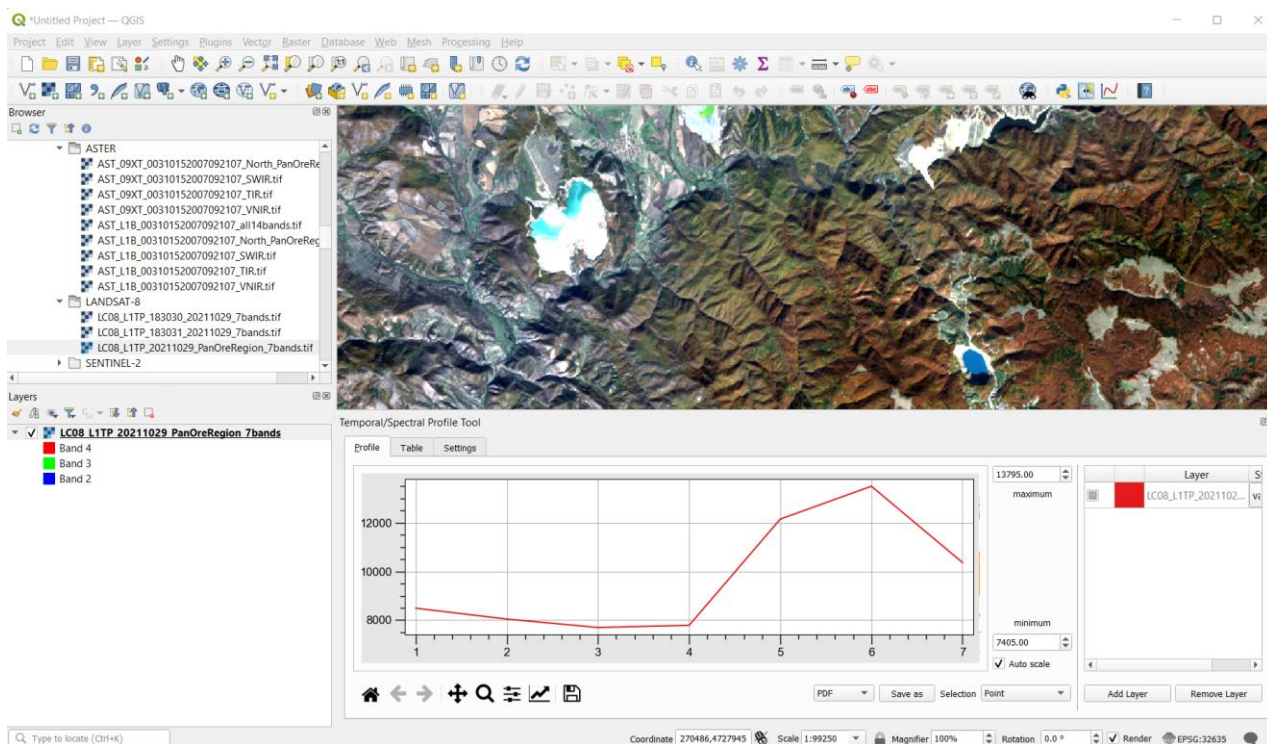 *Untitled Project — QGIS
Project Edit View Layer Settings Plugins Vector Raster Database Web Mesh Processing Help
Browser
ASTER
AST_09XT_00310152007092107_North_PanOreRe
AST_09XT_00310152007092107_SWIR.tif
AST_09XT_00310152007092107_TIR.tif
AST_09XT_00310152007092107_VNIR.tif
AST_L1B_00310152007092107_all14bands.tif
AST_L1B_00310152007092107_North_PanOreReg
AST_L1B_00310152007092107_SWIR.tif
AST_L1B_00310152007092107_TIR.tif
AST_L1B_00310152007092107_VNIR.tif
LANDSAT-8
LC08_L1TP_183030_20211029_7bands.tif
LC08_L1TP_183031_20211029_7bands.tif
LC08_L1TP_20211029_PanOreRegion_7bands.tif
SENTINEL-2
Layers
LC08_L1TP_20211029_PanOreRegion_7bands
Band 4
Band 3
Band 2
Temporal/Spectral Profile Tool
Profile Table Settings
12000
10000
8000
1 2 3 4 5 6 7
13795.00
maximum
minimum
7405.00
Auto scale
Layer
LC08_L1TP_2021102...
PDF Save as Selection Point
Add Layer Remove Layer
Type to locate (Ctrl+K)
Coordinate 270486,4727945 Scale 1:99250 Magnifier 100% Rotation 0.0 ° Render EPSG:32635